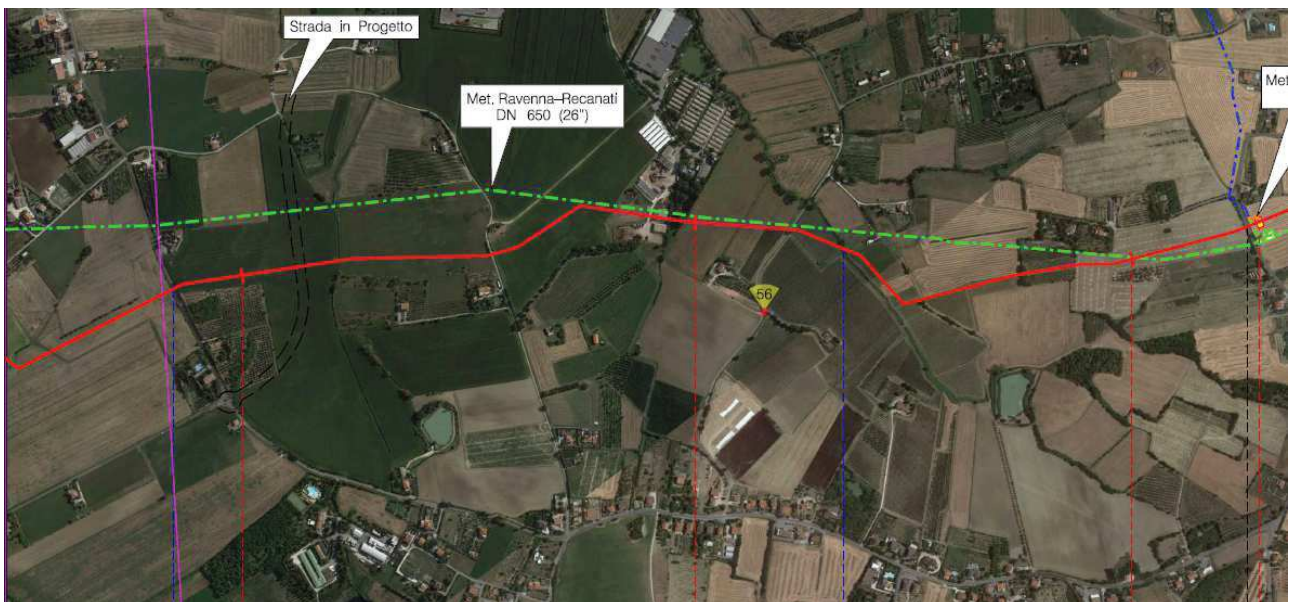 Strada in Progetto
Met. Ravenna–Recanati
DN 650 (26")
Met
56